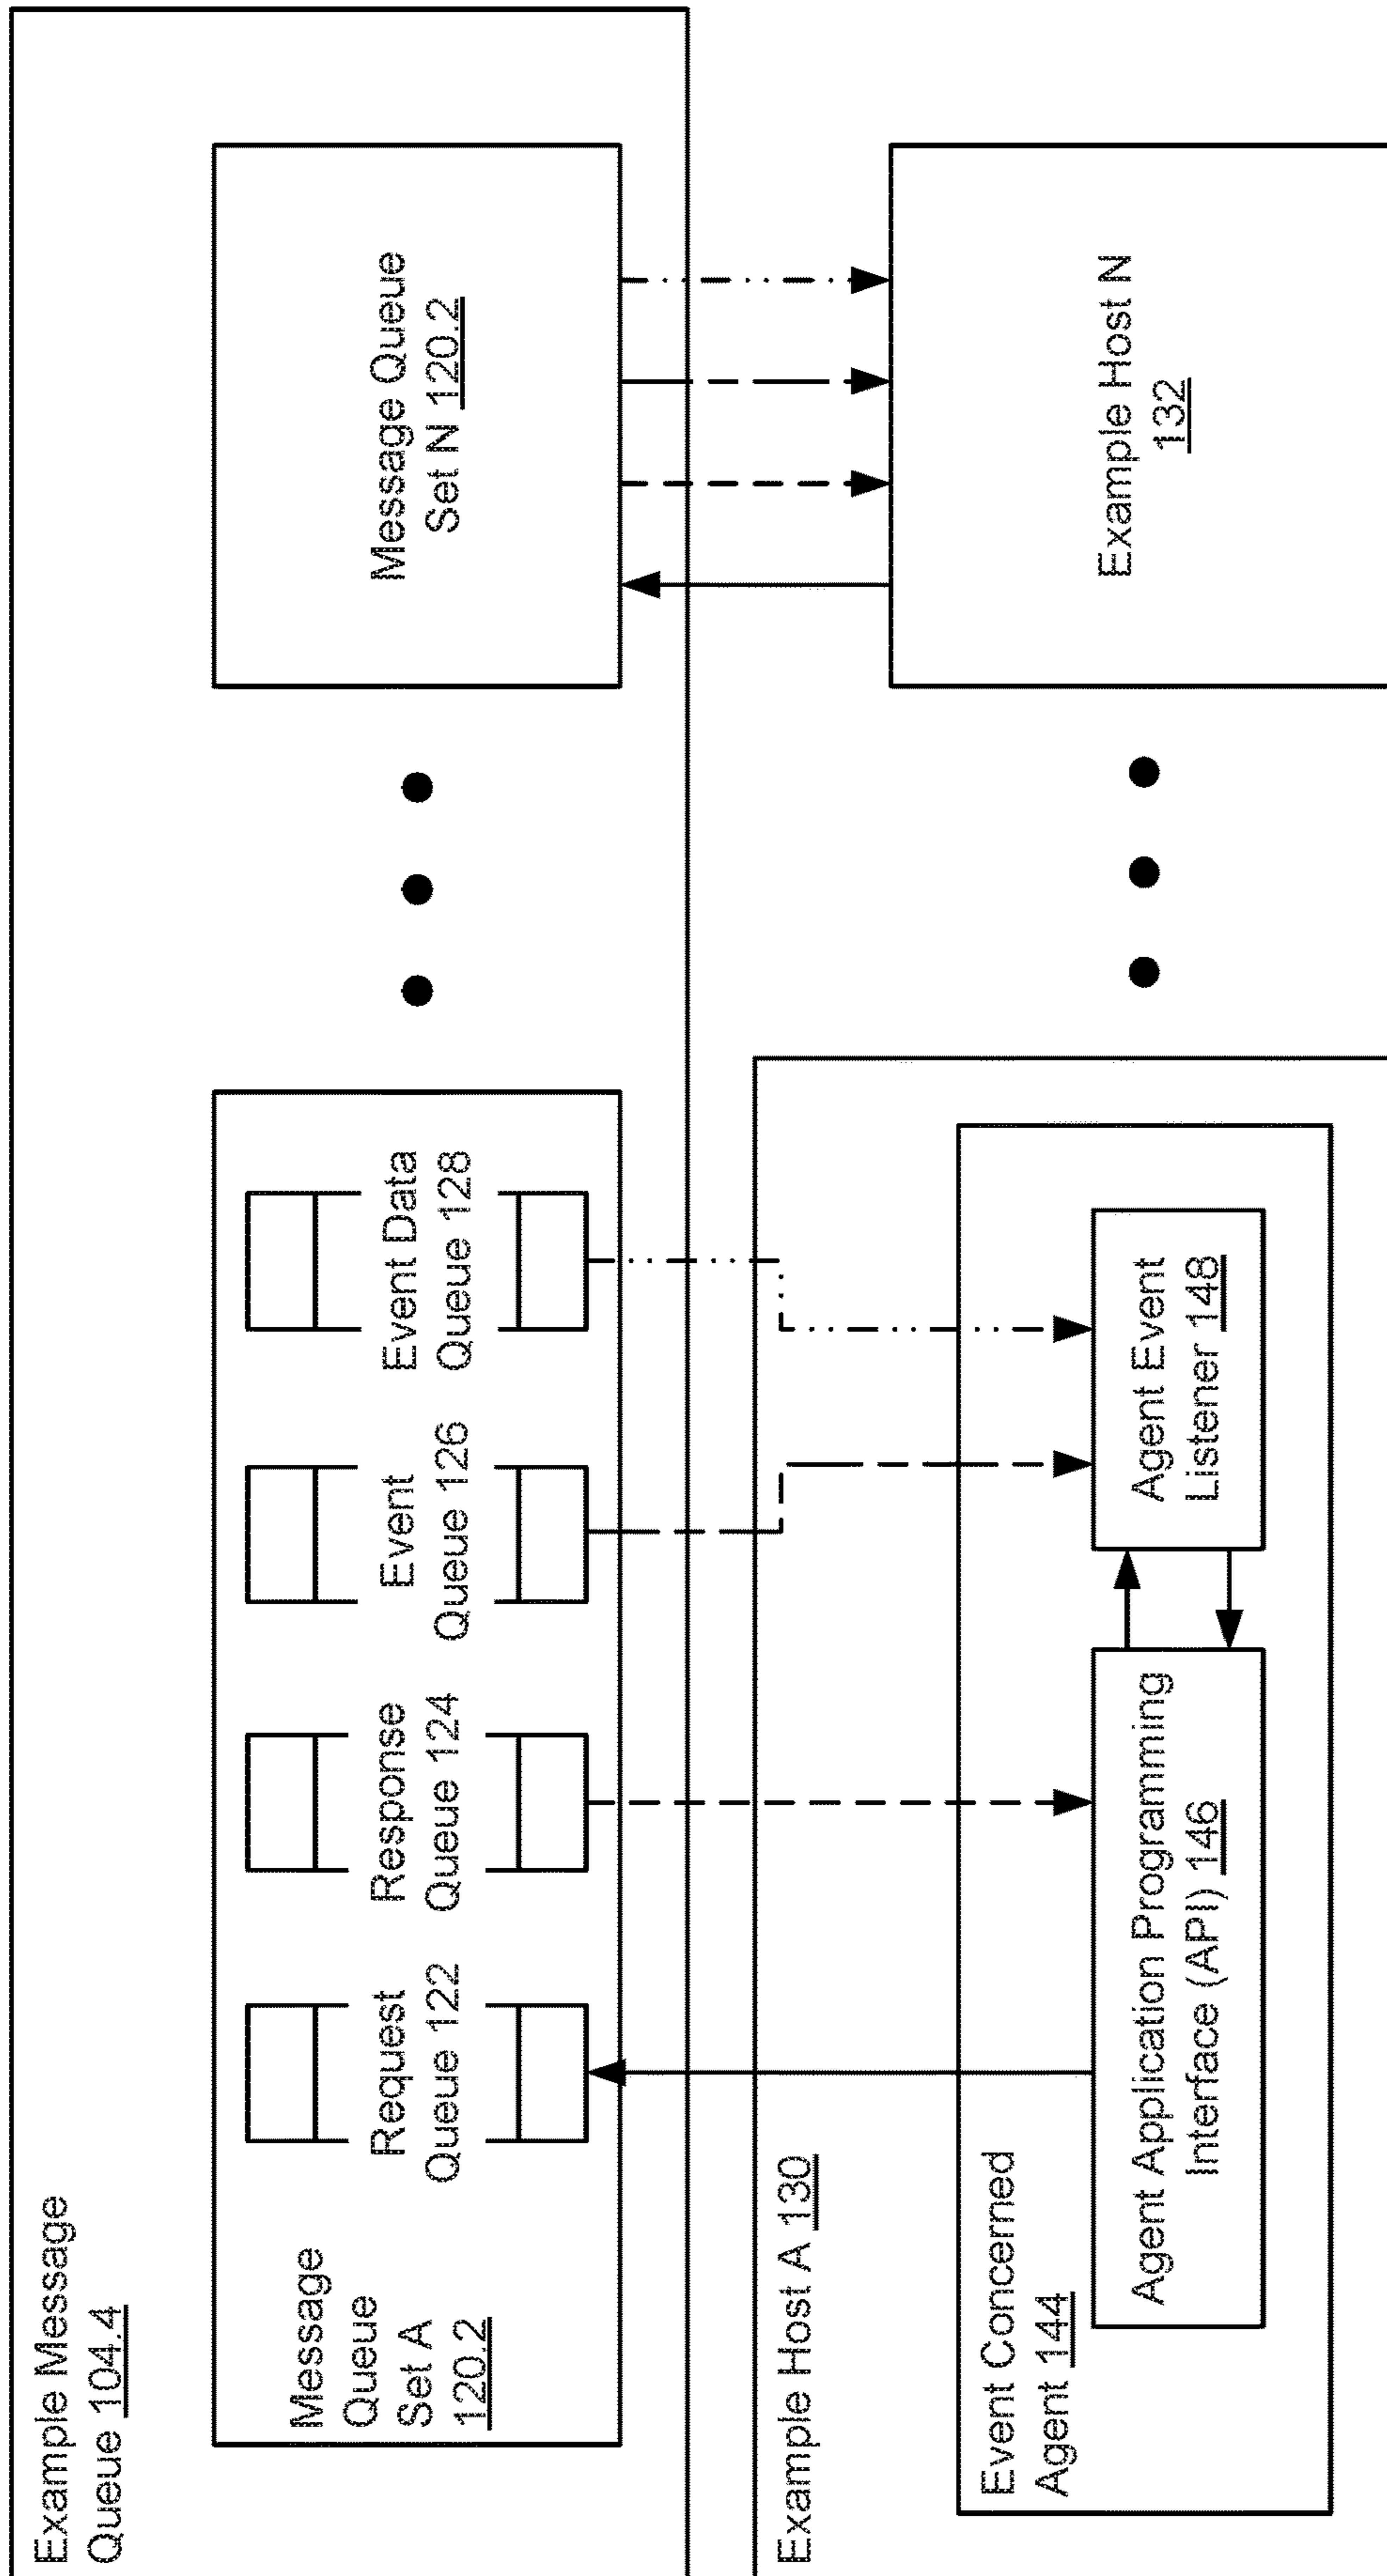 Example Message
Queue 104.4
Message
Queue
Set A
120.2
Request
Queue 122
Response
Queue 124
Event
Queue 126
Event Data
Queue 128
Message Queue
Set N 120.2
Example Host A 130
Event Concerned
Agent 144
Agent Application Programming
Interface (API) 146
Agent Event
Listener 148
Example Host N
132